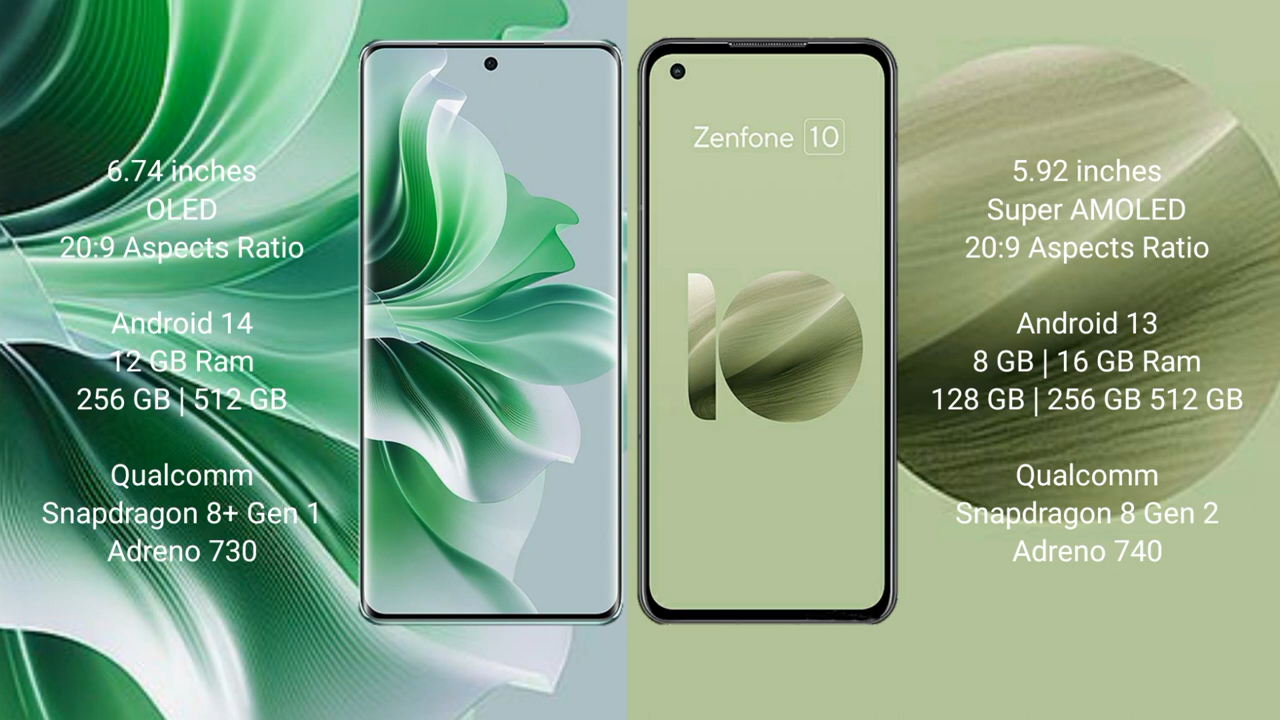 6.74 inches
OLED
20:9 Aspects Ratio
Android 14
12 GB Ram
256 GB | 512 GB
Qualcomm
Snapdragon 8+ Gen 1
Adreno 730
Zenfone 10
10
5.92 inches
Super AMOLED
20:9 Aspects Ratio
Android 13
8 GB | 16 GB Ram
128 GB | 256 GB 512 GB
Qualcomm
Snapdragon 8 Gen 2
Adreno 740